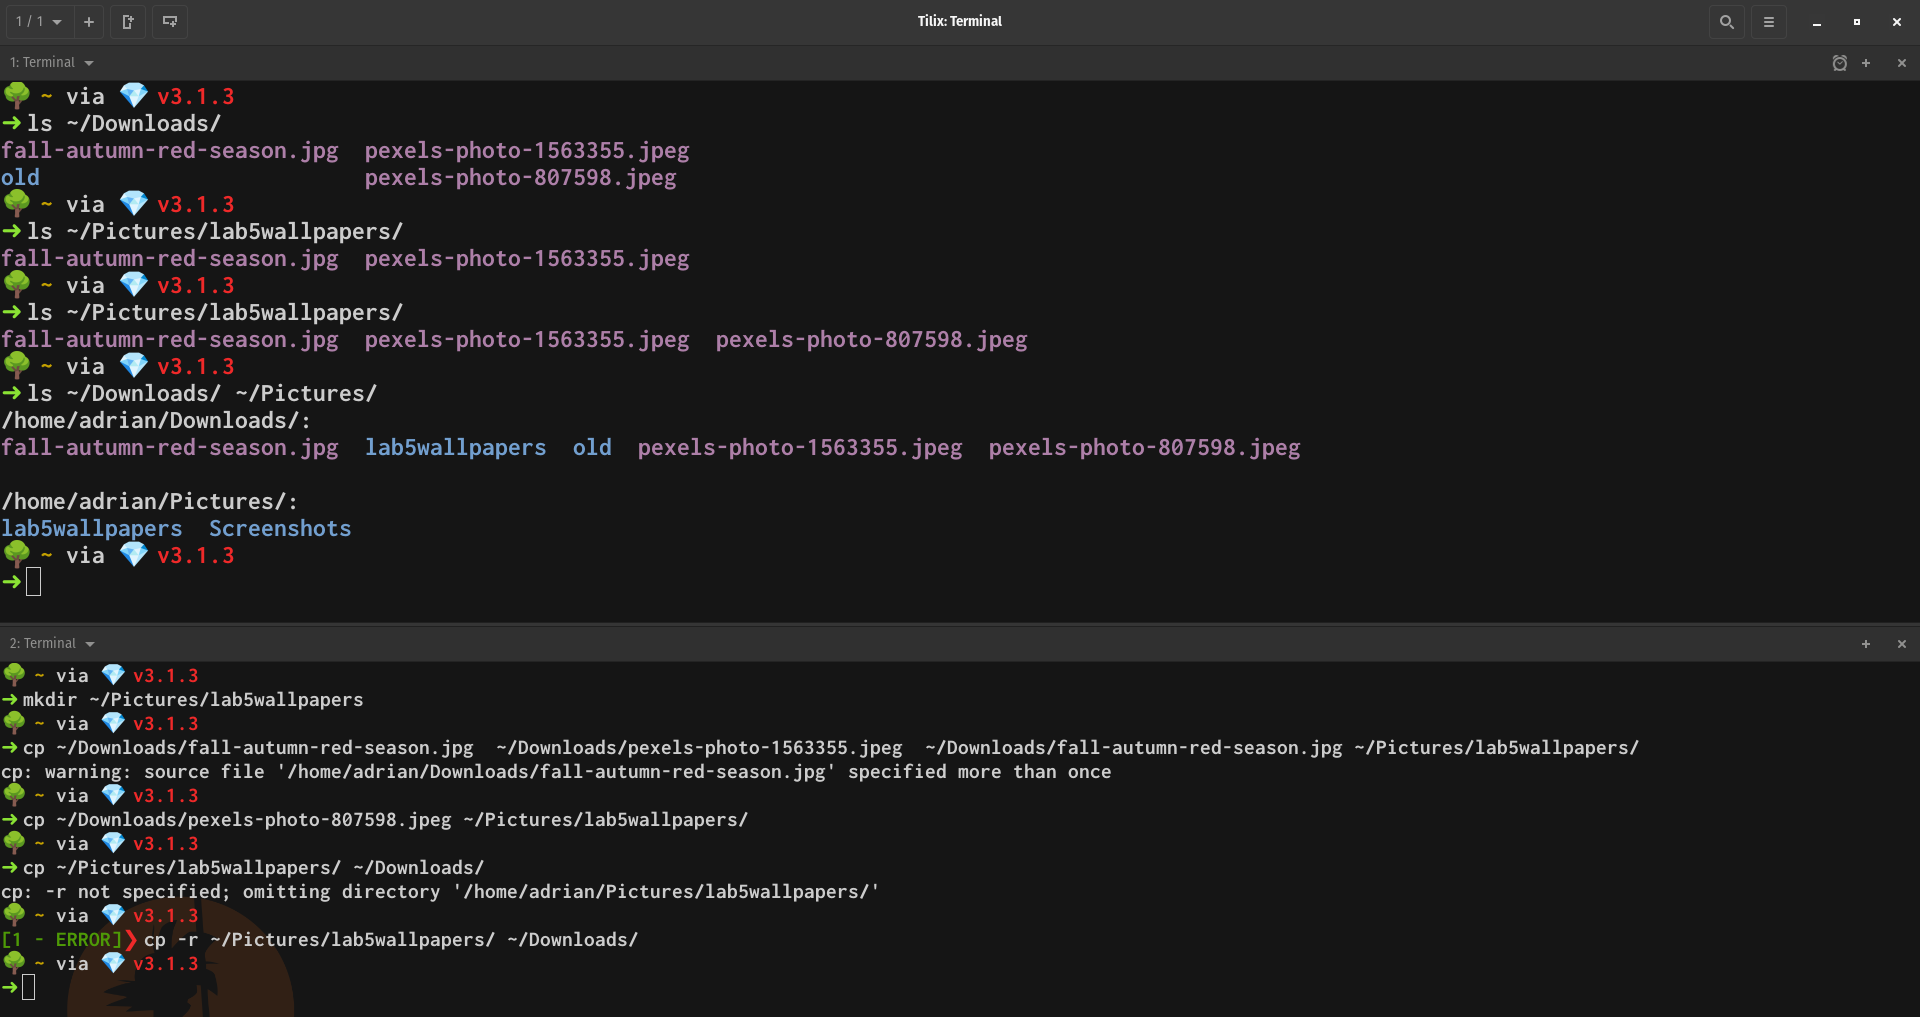 1 / 1
Tilix: Terminal
1: Terminal
~ via v3.1.3
ls ~/Downloads/
fall-autumn-red-season.jpg pexels-photo-1563355.jpeg
old pexels-photo-807598.jpeg
~ via v3.1.3
ls ~/Pictures/lab5wallpapers/
fall-autumn-red-season.jpg pexels-photo-1563355.jpeg
~ via v3.1.3
ls ~/Pictures/lab5wallpapers/
fall-autumn-red-season.jpg pexels-photo-1563355.jpeg pexels-photo-807598.jpeg
~ via v3.1.3
ls ~/Downloads/ ~/Pictures/
/home/adrian/Downloads/:
fall-autumn-red-season.jpg lab5wallpapers old pexels-photo-1563355.jpeg pexels-photo-807598.jpeg
/home/adrian/Pictures/:
lab5wallpapers Screenshots
~ via v3.1.3
➜
2: Terminal
~ via v3.1.3
➜ mkdir ~/Pictures/lab5wallpapers
~ via v3.1.3
➜ cp ~/Downloads/fall-autumn-red-season.jpg ~/Downloads/pexels-photo-1563355.jpeg ~/Downloads/fall-autumn-red-season.jpg ~/Pictures/lab5wallpapers/
cp: warning: source file '/home/adrian/Downloads/fall-autumn-red-season.jpg' specified more than once
~ via v3.1.3
➜ cp ~/Downloads/pexels-photo-807598.jpeg ~/Pictures/lab5wallpapers/
~ via v3.1.3
➜ cp ~/Pictures/lab5wallpapers/ ~/Downloads/
cp: -r not specified; omitting directory '/home/adrian/Pictures/lab5wallpapers/'
~ via v3.1.3
[1 - ERROR]❯ cp -r ~/Pictures/lab5wallpapers/ ~/Downloads/
~ via v3.1.3
➜